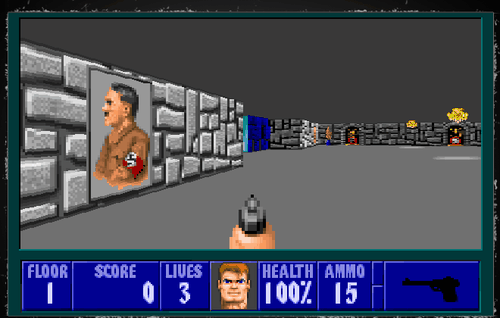 FLOOR SCORE LIVES HEALTH AMMO
1 0 3 100% 15